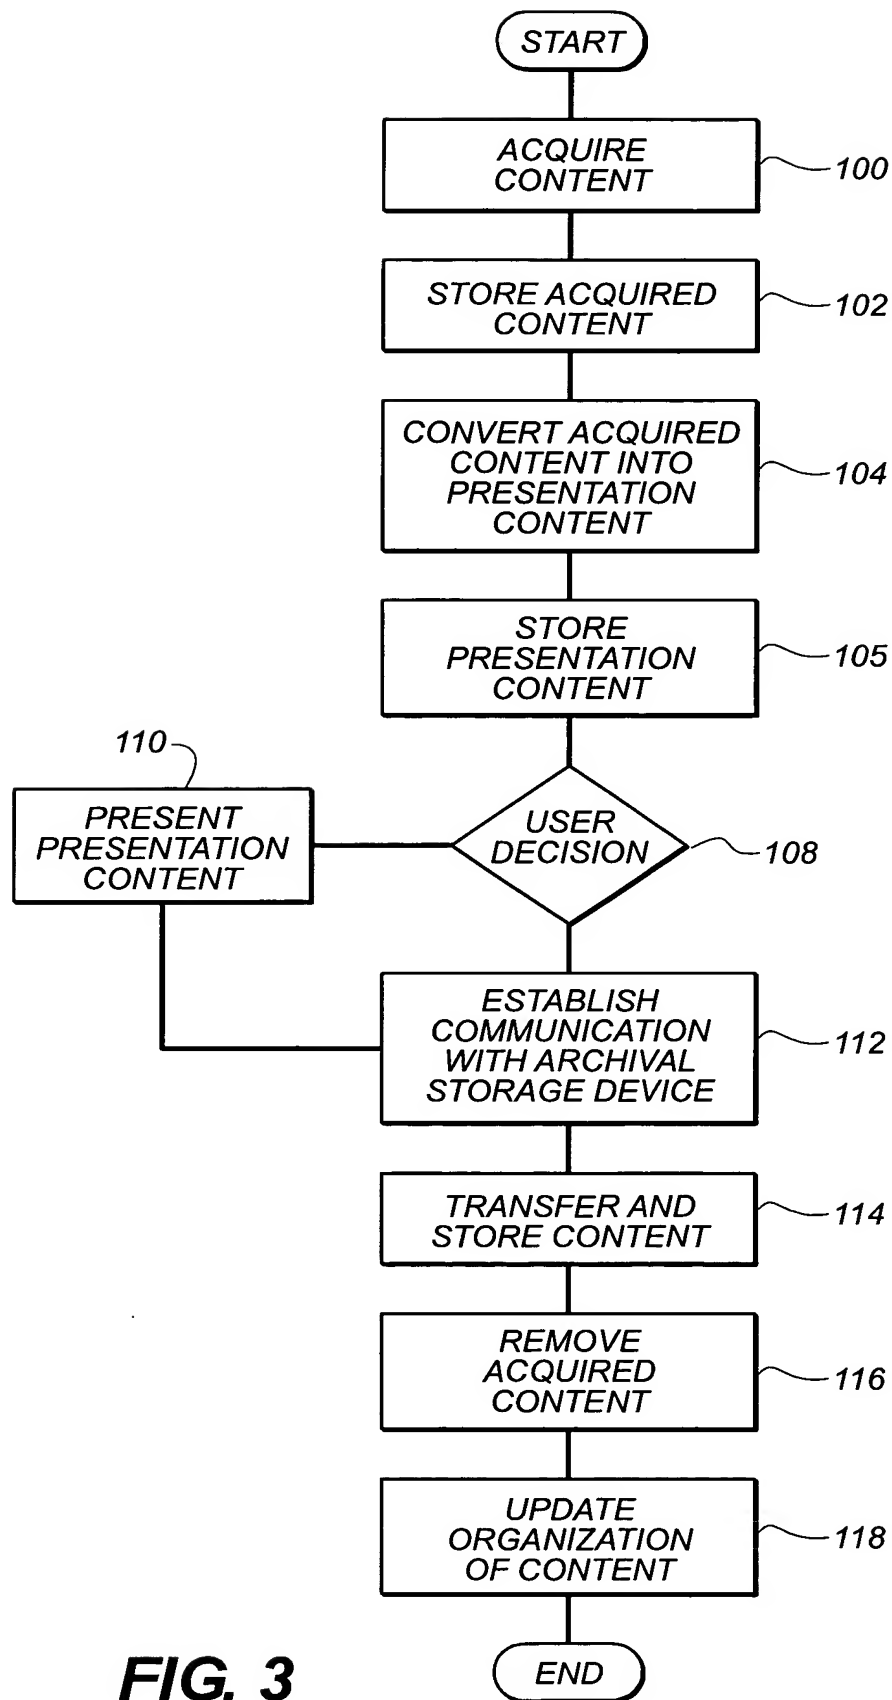 START
ACQUIRE
CONTENT
100
STORE ACQUIRED
CONTENT
102
CONVERT ACQUIRED
CONTENT INTO
PRESENTATION
CONTENT
104
STORE
PRESENTATION
CONTENT
105
110
PRESENT
PRESENTATION
CONTENT
USER
DECISION
108
ESTABLISH
COMMUNICATION
WITH ARCHIVAL
STORAGE DEVICE
112
TRANSFER AND
STORE CONTENT
114
REMOVE
ACQUIRED
CONTENT
116
UPDATE
ORGANIZATION
OF CONTENT
118
END
FIG. 3